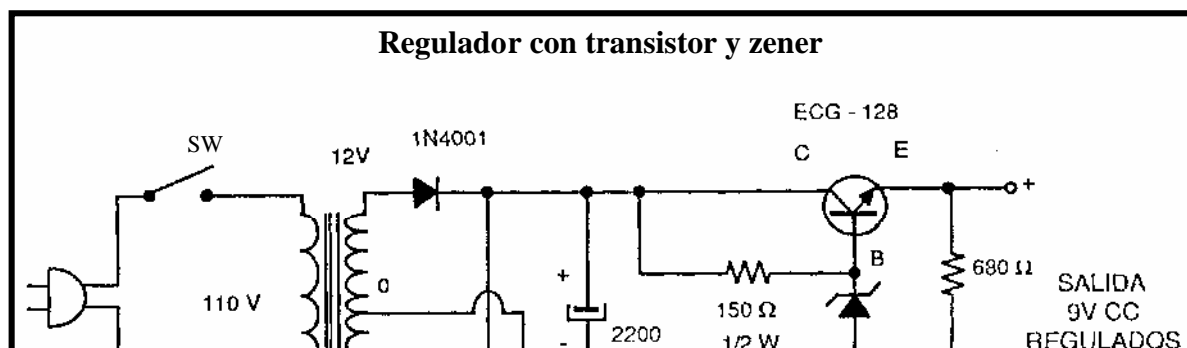 Regulador con transistor y zener
ECG - 128
SW
12V
1N4001
C
E
+
B
680 Ω
0
+
110 V
150 Ω
SALIDA
9V CC
2200
1/2 W
REGULADOS
-